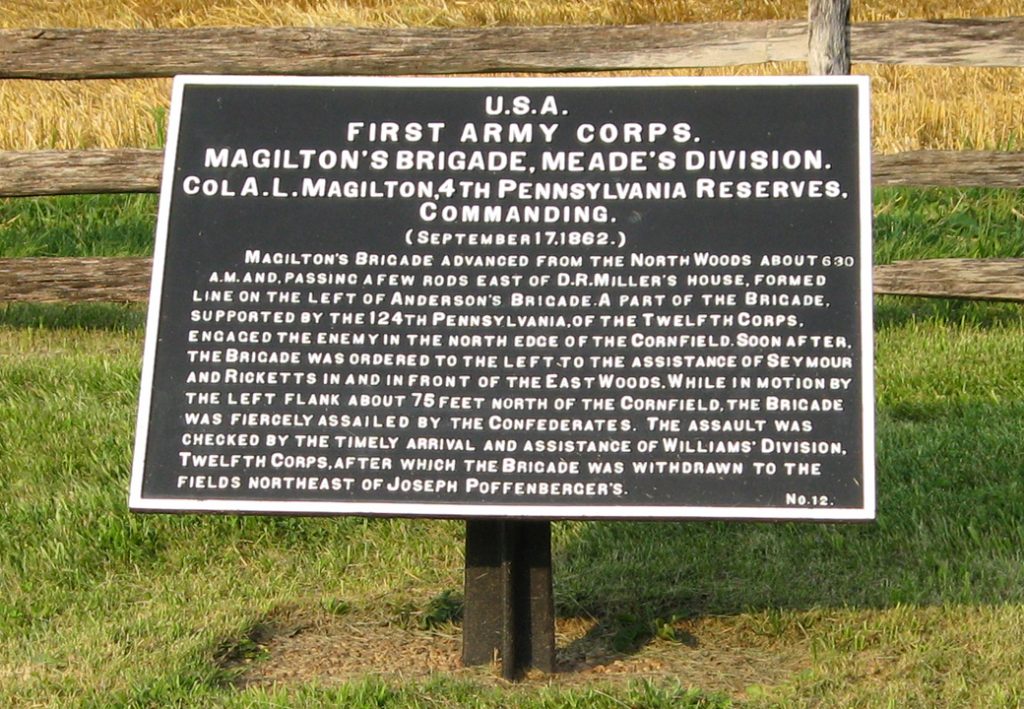 U.S.A.
FIRST ARMY CORPS.
MAGILTON'S BRIGADE, MEADE'S DIVISION.
COL A.L. MAGILTON, 4TH PENNSYLVANIA RESERVES,
COMMANDING.
(SEPTEMBER 17, 1862.)
MAGILTON'S BRIGADE ADVANCED FROM THE NORTH WOODS ABOUT 630
A.M. AND, PASSING A FEW RODS EAST OF D.R. MILLER'S HOUSE, FORMED
LINE ON THE LEFT OF ANDERSON'S BRIGADE. A PART OF THE BRIGADE,
SUPPORTED BY THE 124TH PENNSYLVANIA, OF THE TWELFTH CORPS,
ENGAGED THE ENEMY IN THE NORTH EDGE OF THE CORNFIELD. SOON AFTER,
THE BRIGADE WAS ORDERED TO THE LEFT TO THE ASSISTANCE OF SEYMOUR
AND RICKETTS IN AND IN FRONT OF THE EAST WOODS. WHILE IN MOTION BY
THE LEFT FLANK ABOUT 75 FEET NORTH OF THE CORNFIELD, THE BRIGADE
WAS FIERCELY ASSAILED BY THE CONFEDERATES. THE ASSAULT WAS
CHECKED BY THE TIMELY ARRIVAL AND ASSISTANCE OF WILLIAMS' DIVISION,
TWELFTH CORPS, AFTER WHICH THE BRIGADE WAS WITHDRAWN TO THE
FIELDS NORTHEAST OF JOSEPH POFFENBERGER'S.
NO. 12.